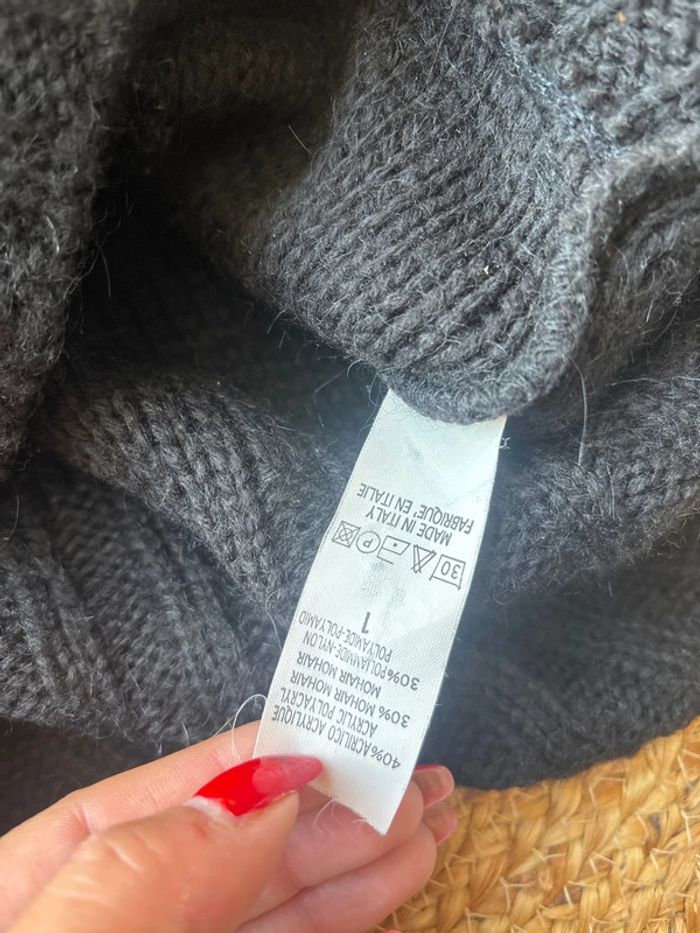 40%ACRILICO ACRYLIQUE
ACRYLIC POLYACRYL
30% MOHAIR MOHAIR
MOHAIR MOHAIR
30%POLIAMMIDE-NYLON
POLYAMIDE-POLYAMID
1
30 P
MADE IN ITALY
FABRIQUE' EN ITALIE